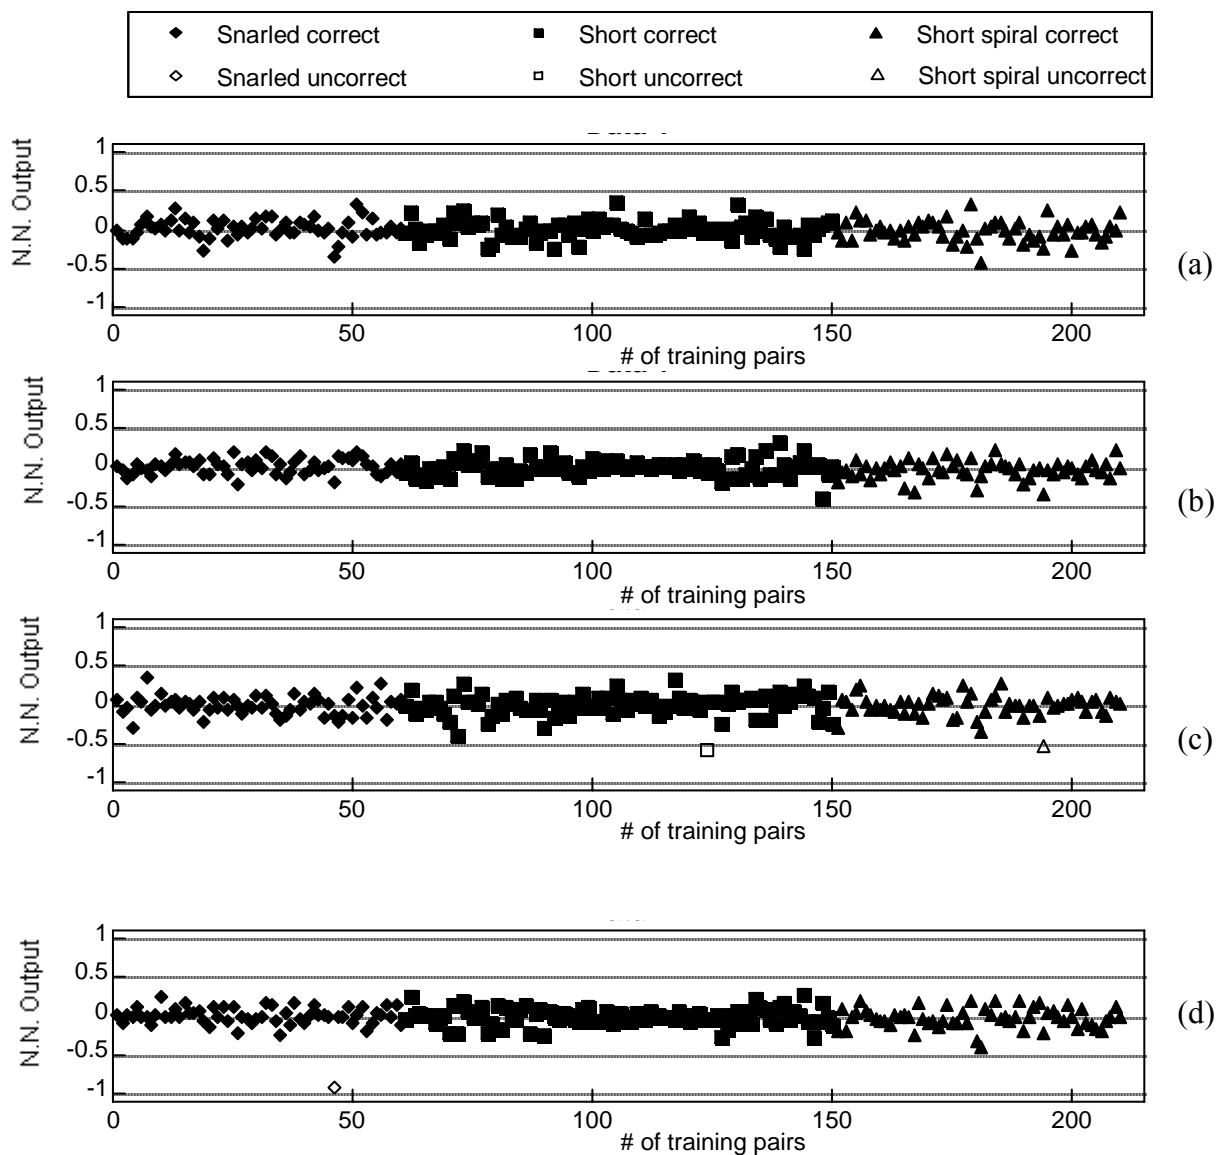 Snarled correct Short correct Short spiral correct
Snarled uncorrect Short uncorrect Short spiral uncorrect
N.N. Output
1
0.5
0
-0.5
-1
0 50 100 150 200
# of training pairs
(a)
N.N. Output
1
0.5
0
-0.5
-1
0 50 100 150 200
# of training pairs
(b)
N.N. Output
1
0.5
0
-0.5
-1
0 50 100 150 200
# of training pairs
(c)
N.N. Output
1
0.5
0
-0.5
-1
0 50 100 150 200
# of training pairs
(d)